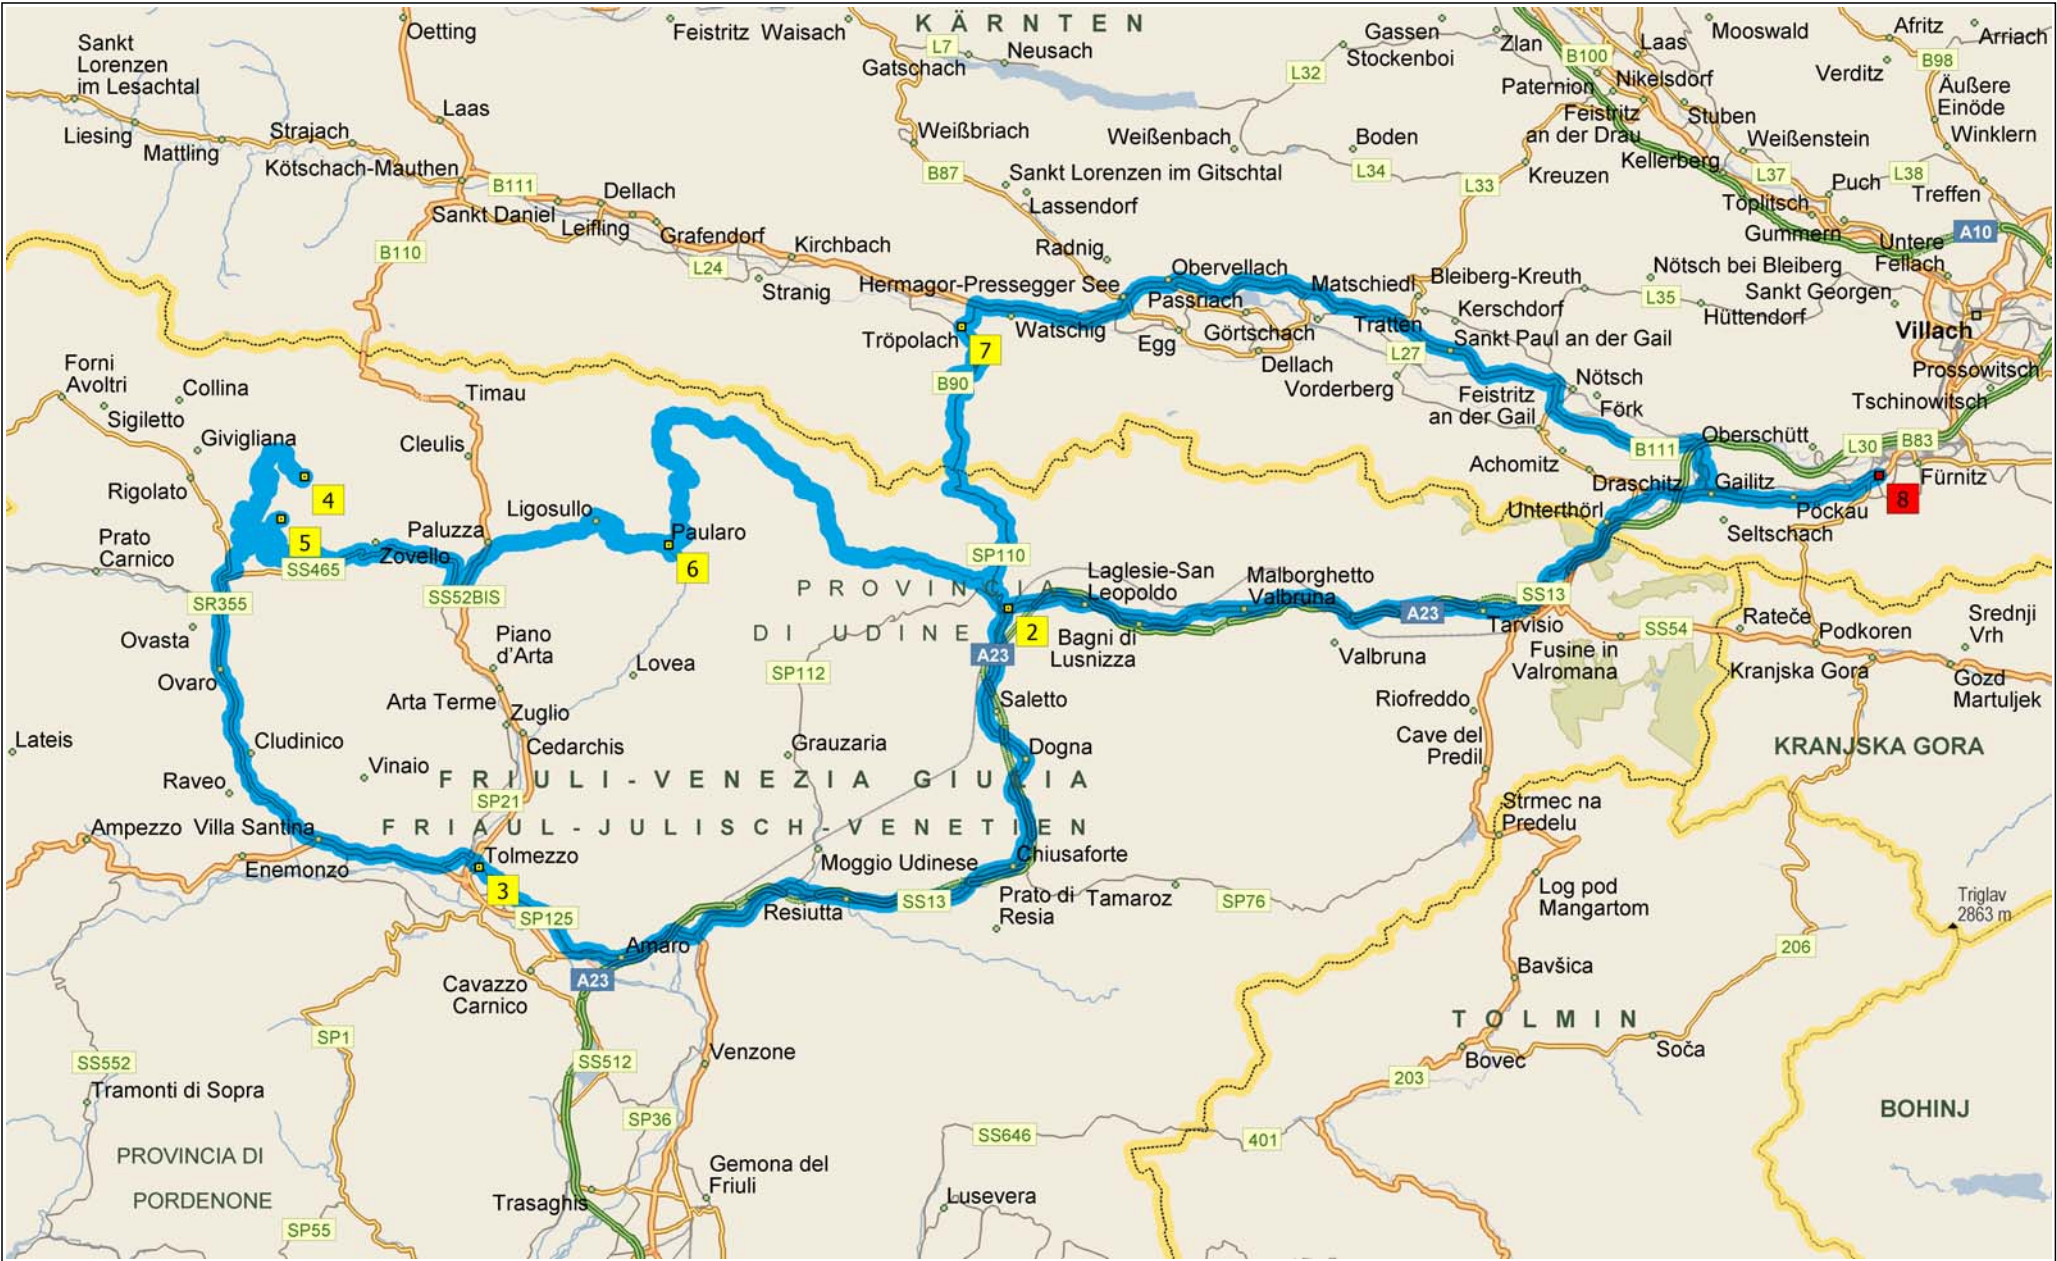 KÄRNTEN
Oetting
Feistritz
Waisach
L7
Neusach
Gatschach
Gassen
Stockenboi
L32
Zlan
B100
Laas
Mooswald
Afritz
Arriach
B98
Verditz
Nikelsdorf
Paternion
Äußere
Einöde
Sankt
Lorenzen
im Lesachtal
Laas
Liesing
Mattling
Strajach
Kötschach-Mauthen
Weißbriach
Weißenbach
Boden
L34
L33
Feistritz
an der Drau
Stuben
Weißenstein
Kellerberg
Winklern
Kreuzen
L37
L38
Puch
Treffen
Töplitsch
B87
Sankt Lorenzen im Gitschtal
Lassendorf
B111
Dellach
Sankt Daniel
Leifling
Grafendorf
Kirchbach
B110
L24
Stranig
Radnig
Gummern
Untere
Fellach
A10
Obervellach
Hermagor-Pressegger See
Passriach
Matschiedl
Bleiberg-Kreuth
Nötsch bei Bleiberg
Sankt Georgen
L35
Hüttendorf
Kerschdorf
Villach
Tröpolach
7
Watschig
Egg
Görtschach
Tratten
Sankt Paul an der Gail
L27
Dellach
Vorderberg
Prossowitsch
Tschinowitsch
Nötsch
Förk
Feistritz
an der Gail
B90
Forni
Avoltri
Collina
Sigiletto
Timau
Givigliana
Cleulis
Rigolato
4
5
Ligosullo
Paluzza
Paularo
6
Prato
Carnico
Zovello
SS465
SS52BIS
SR355
B111
Oberschütt
L30
B83
Achomitz
Draschitz
Gailitz
Fürnitz
8
Pöckau
Unterthörl
Seltschach
SP110
PROVINCIA
DI UDINE
Laglesie-San
Leopoldo
Malborghetto
Valbruna
SS13
2
A23
Bagni di
Lusnizza
A23
Tarvisio
SS54
Rateče
Podkoren
Srednji
Vrh
Ovasta
Piano
d'Arta
Lovea
SP112
Valbruna
Fusine in
Valromana
Kranjska Gora
Gozd
Martuljek
Ovaro
Arta Terme
Zuglio
Saletto
Riofreddo
Lateis
Cludinico
Cedarchis
Grauzaria
Dogna
Cave del
Predil
KRANJSKA GORA
Vinaio
FRIULI-VENEZIA GIULIA
Raveo
SP21
Strmec na
Predelu
Ampezzo
Villa Santina
FRIAUL-JULISCH-VENETIEN
Enemonzo
Tolmezzo
3
Moggio Udinese
Chiusaforte
SP125
Resiutta
SS13
Prato di
Resia
Tamaroz
SP76
Log pod
Mangartom
Triglav
2863 m
Amaro
A23
206
Cavazzo
Carnico
Bavšica
TOLMIN
SP1
SS552
SS512
Venzone
Bovec
Soča
203
Tramonti di Sopra
SP36
SS646
401
BOHINJ
PROVINCIA DI
PORDENONE
Gemona del
Friuli
SP55
Trasaghis
Lusevera